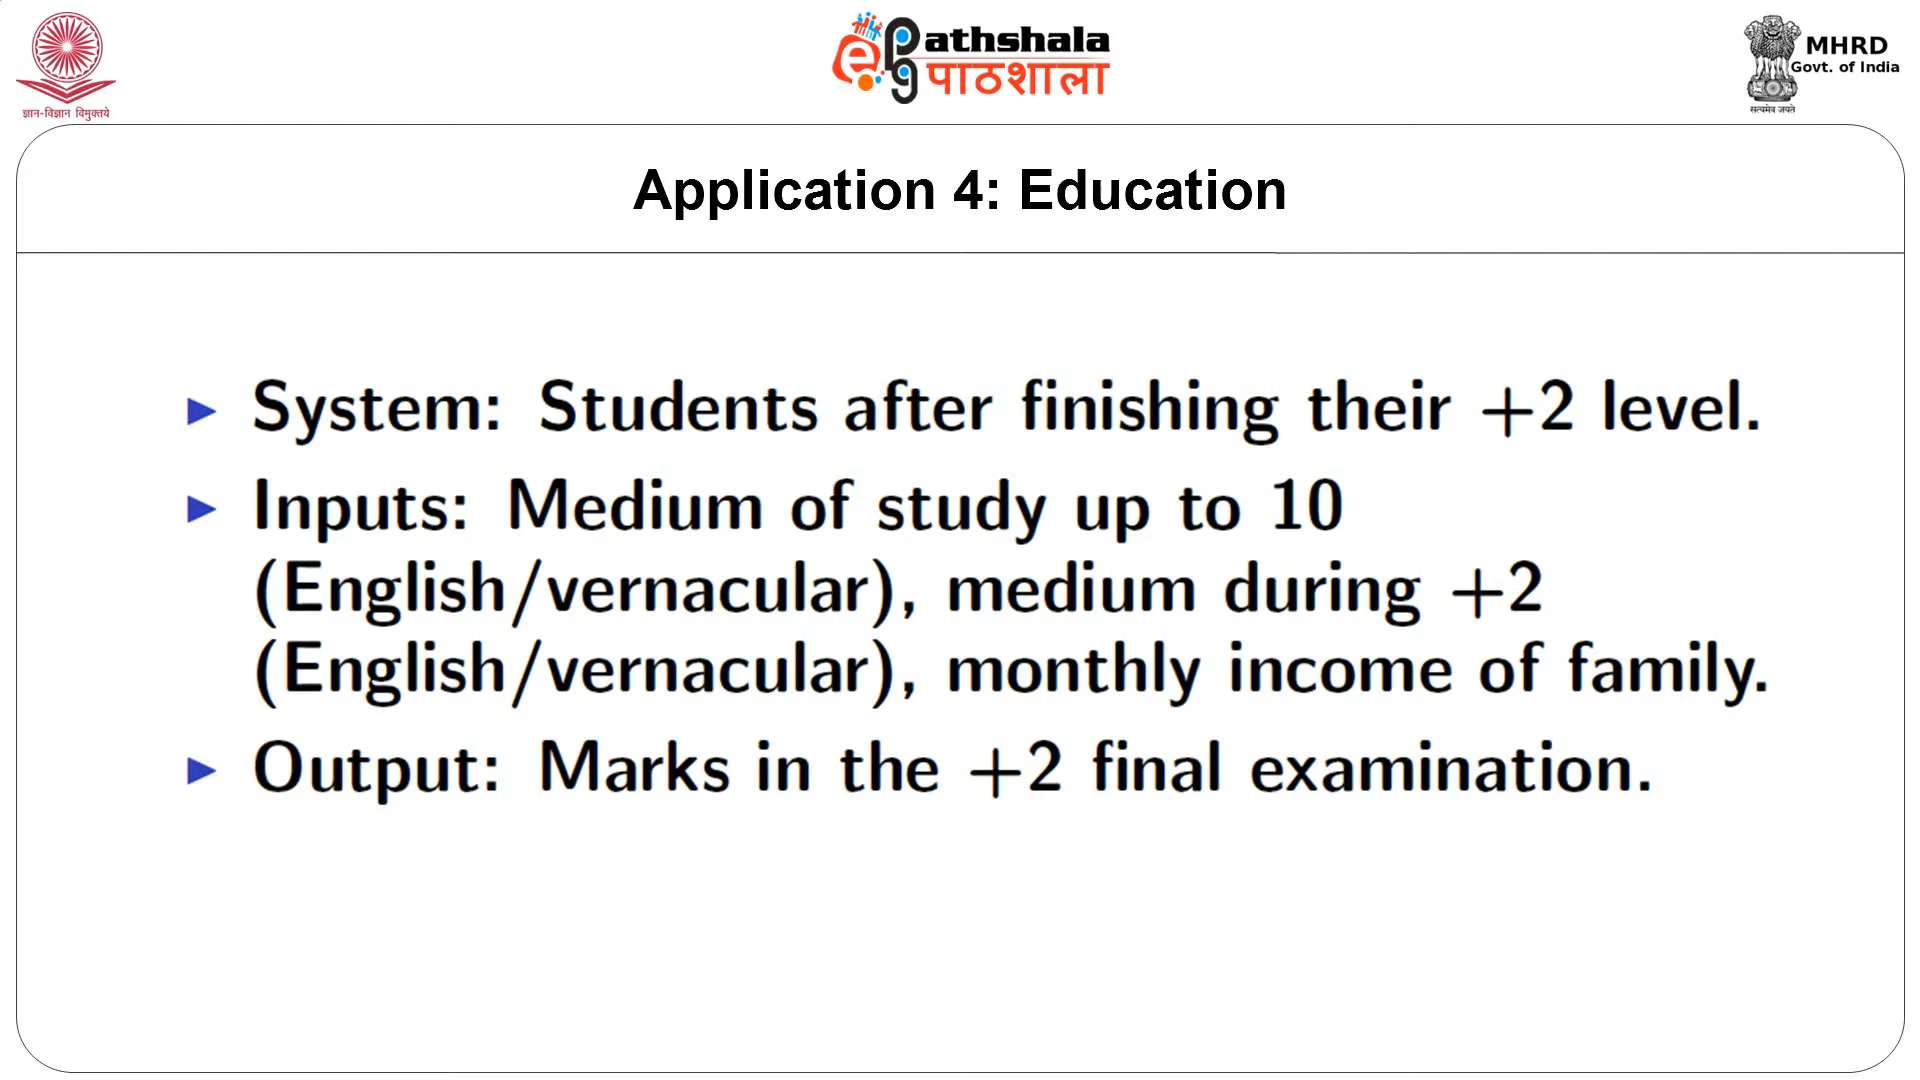 ज्ञान-विज्ञान विमुक्तये
ePG Pathshala
पाठशाला
MHRD
Govt. of India
सत्यमेव जयते
Application 4: Education
► System: Students after finishing their +2 level.
► Inputs: Medium of study up to 10
(English/vernacular), medium during +2
(English/vernacular), monthly income of family.
► Output: Marks in the +2 final examination.